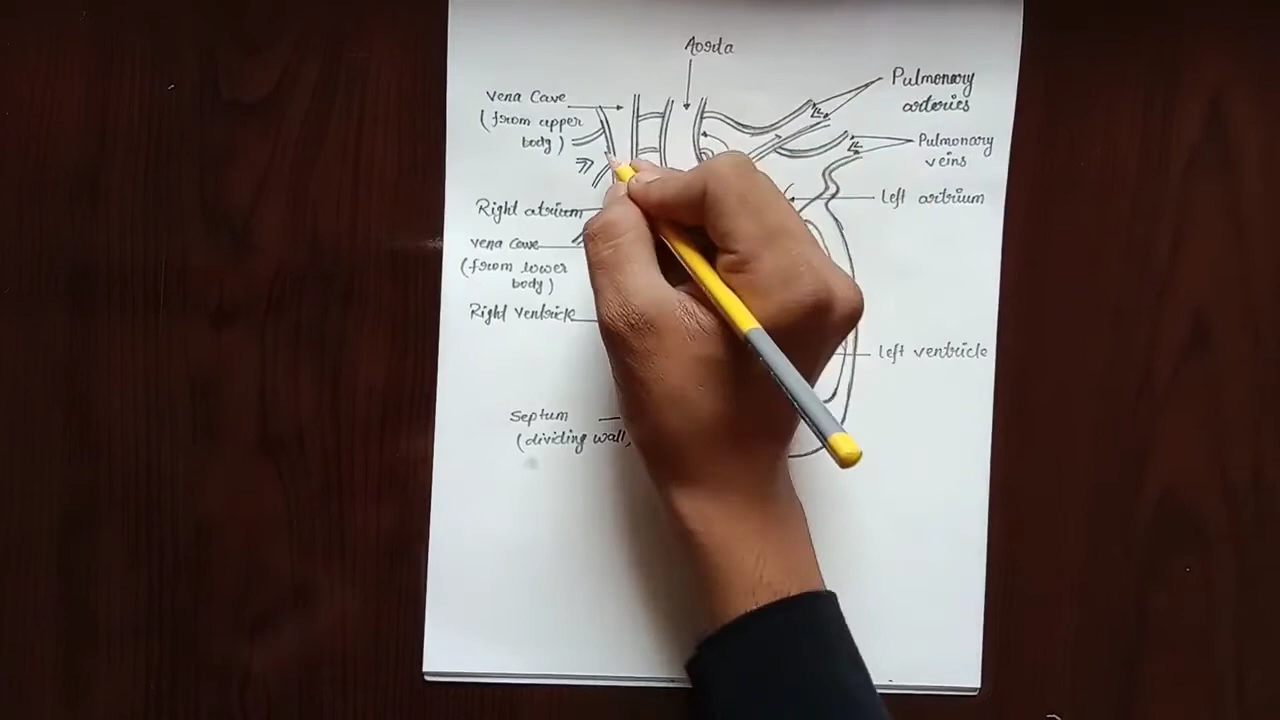 Aorta
Vena Cave
(from upper
body)
Pulmonary
arteries
Pulmonary
veins
Right atrium
Left artrium
Vena Cave
(from lower
body)
Right Ventricle
Left ventricle
Septum
(dividing wall,